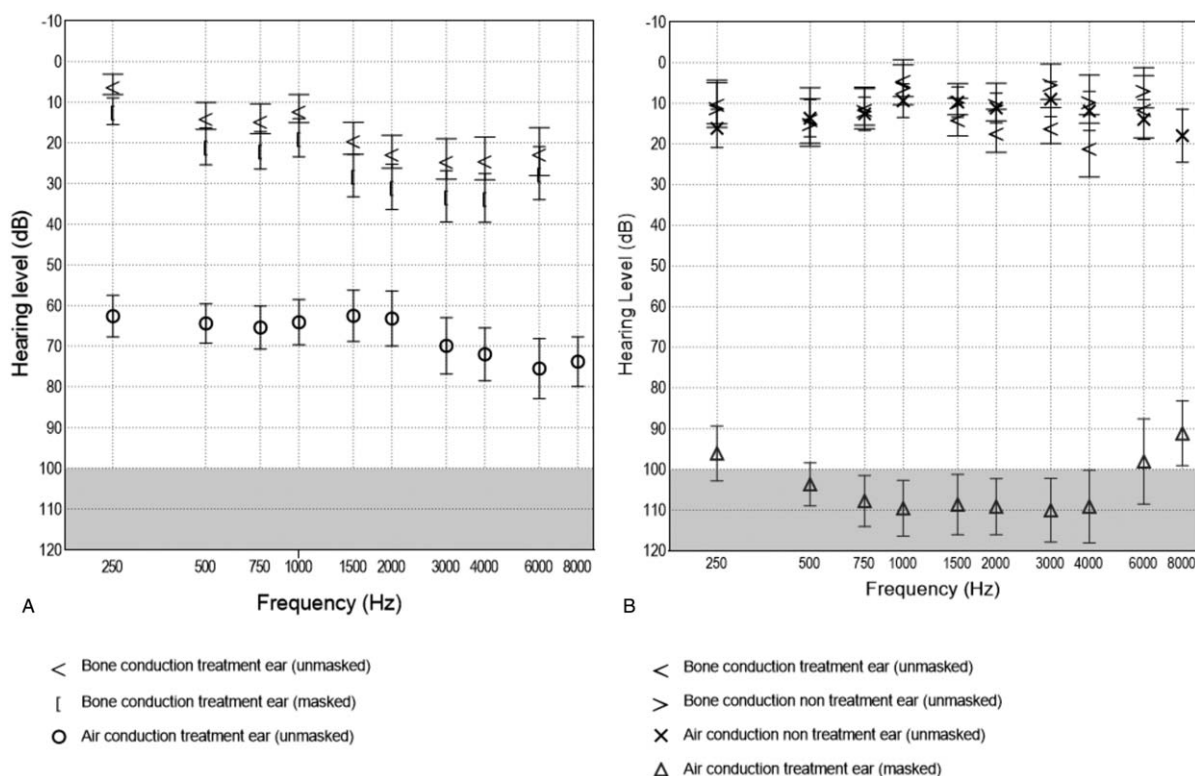 -10
0
10
20
30
40
50
60
70
80
90
100
110
120
Hearing level (dB)
250 500 750 1000 1500 2000 3000 4000 6000 8000
Frequency (Hz)
A
< Bone conduction treatment ear (unmasked)
[ Bone conduction treatment ear (masked)
Air conduction treatment ear (unmasked)
-10
0
10
20
30
40
50
60
70
80
90
100
110
120
Hearing Level (dB)
250 500 750 1000 1500 2000 3000 4000 6000 8000
Frequency (Hz)
B
< Bone conduction treatment ear (unmasked)
> Bone conduction non treatment ear (unmasked)
Air conduction non treatment ear (unmasked)
Air conduction treatment ear (masked)